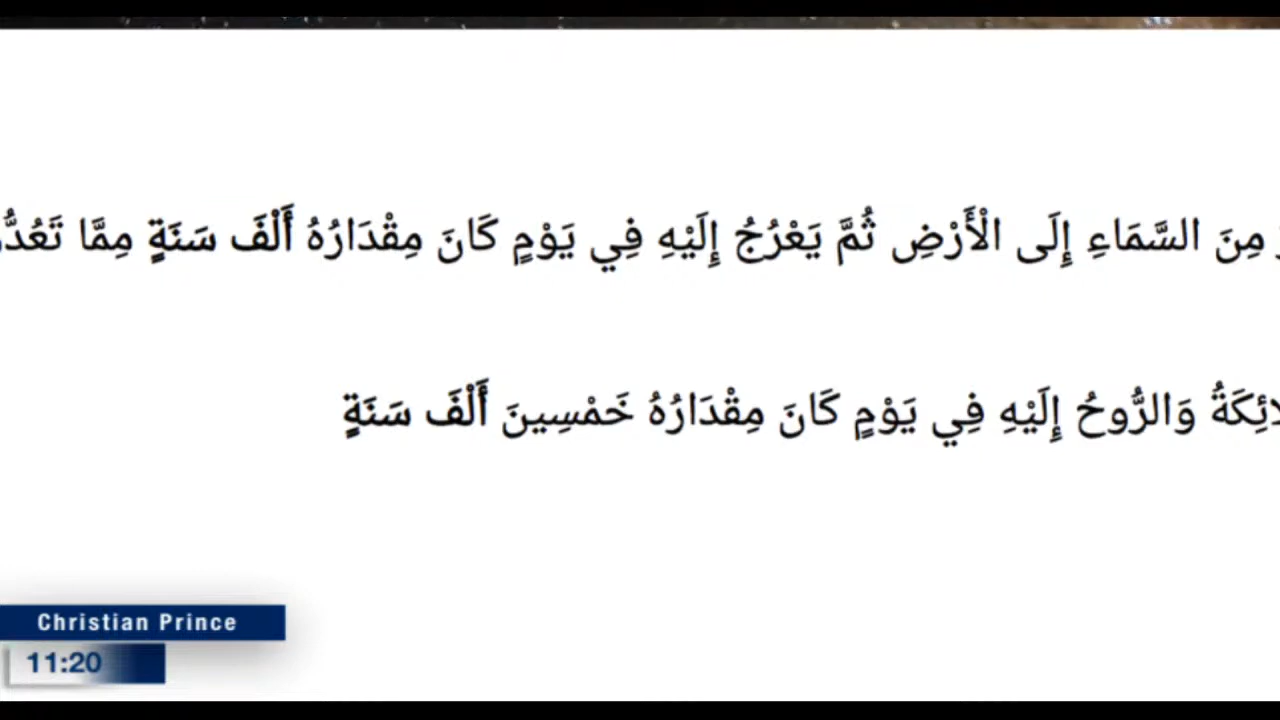 مِنَ السَّمَاءِ إِلَى الْأَرْضِ ثُمَّ يَعْرُجُ إِلَيْهِ فِي يَوْمٍ كَانَ مِقْدَارُهُ أَلْفَ سَنَةٍ مِمَّا
وَالرُّوحُ إِلَيْهِ فِي يَوْمٍ كَانَ مِقْدَارُهُ خَمْسِينَ أَلْفَ سَنَةٍ
Christian Prince
11:20